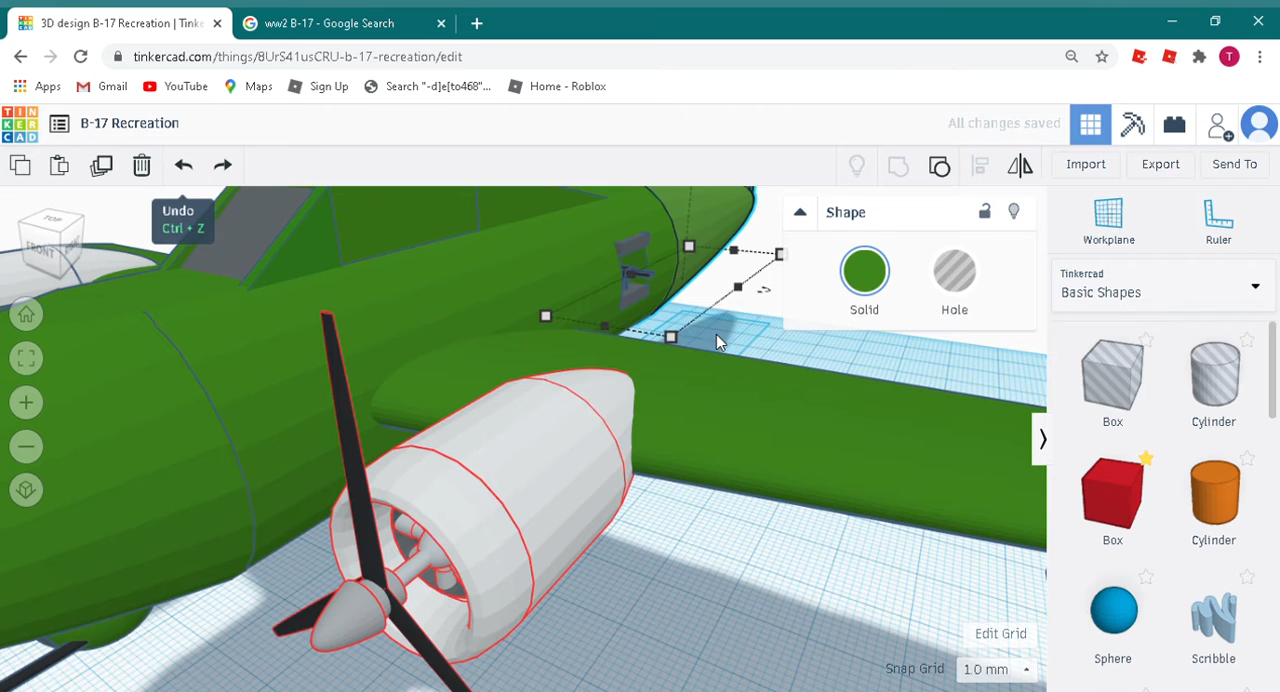 3D design B-17 Recreation | Tinke
ww2 B-17 - Google Search
tinkercad.com/things/8UrS41usCRU-b-17-recreation/edit
T
Apps
Gmail
YouTube
Maps
Sign Up
Search "-d]e[to468"...
Home - Roblox
TIN
KER
CAD
B-17 Recreation
All changes saved
Import
Export
Send To
Undo
Ctrl + Z
TOP
FRONT
Shape
Solid
Hole
Workplane
Ruler
Tinkercad
Basic Shapes
Box
Cylinder
Box
Cylinder
Sphere
Scribble
Edit Grid
Snap Grid
1.0 mm